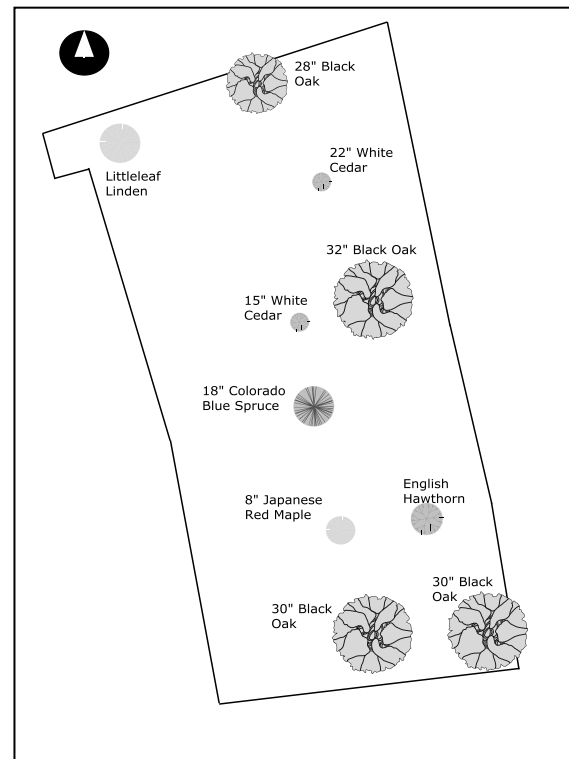 28" Black
Oak
22" White
Cedar
Littleleaf
Linden
32" Black Oak
15" White
Cedar
18" Colorado
Blue Spruce
English
Hawthorn
8" Japanese
Red Maple
30" Black
Oak
30" Black
Oak